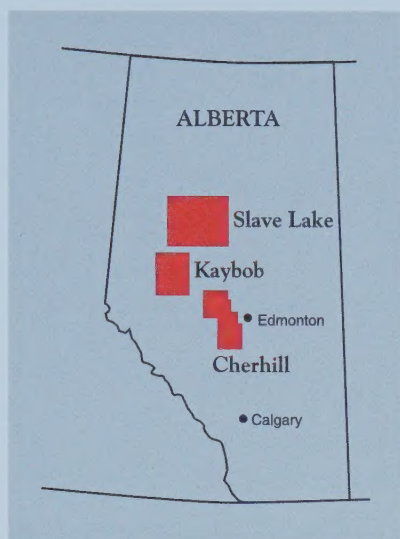 ALBERTA
Slave Lake
Kaybob
Edmonton
Cherhill
Calgary